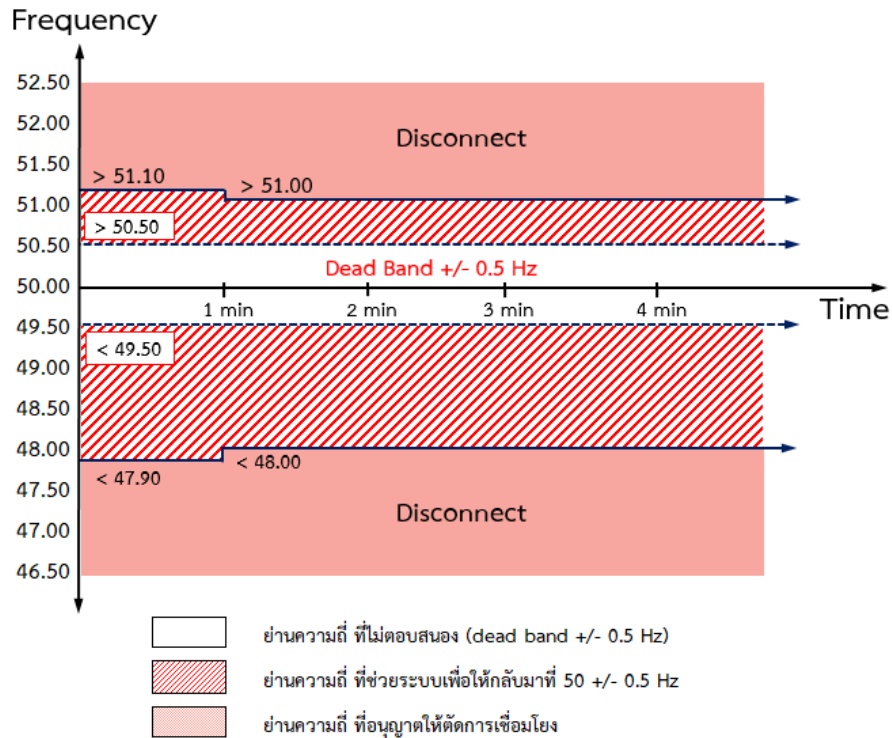 Frequency
52.50
52.00
51.50
51.00
50.50
50.00
49.50
49.00
48.50
48.00
47.50
47.00
46.50
Disconnect
> 51.10
> 51.00
> 50.50
Dead Band +/- 0.5 Hz
1 min
2 min
3 min
4 min
Time
< 49.50
< 47.90
< 48.00
Disconnect
ย่านความถี่ ที่ไม่ตอบสนอง (dead band +/- 0.5 Hz)
ย่านความถี่ ที่ช่วยระบบเพื่อให้กลับมาที่ 50 +/- 0.5 Hz
ย่านความถี่ ที่อนุญาตให้ตัดการเชื่อมโยง